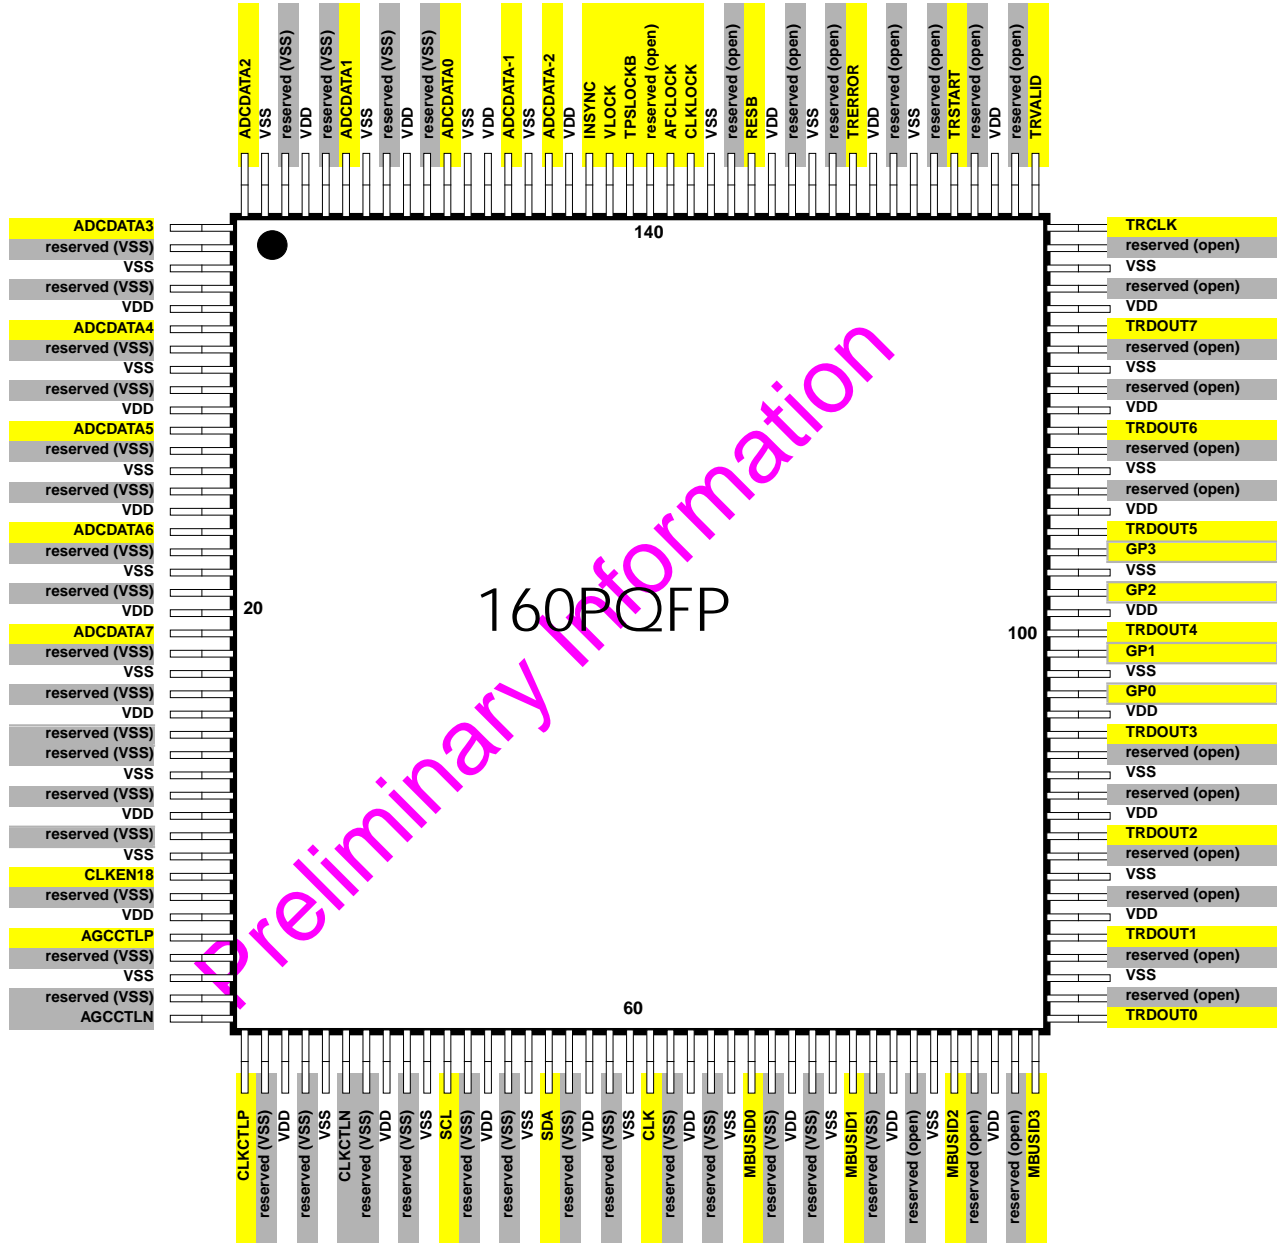 ADCDATA2
VSS
reserved (VSS)
VDD
reserved (VSS)
ADCDATA1
VSS
reserved (VSS)
VDD
reserved (VSS)
ADCDATA0
VSS
VDD
ADCDATA-1
VSS
ADCDATA-2
VDD
INSYNC
VLOCK
TPSLOCKB
reserved (open)
AFCLOCK
CLKLOCK
VSS
reserved (open)
RESB
VDD
reserved (open)
VSS
reserved (open)
TRERROR
VDD
reserved (open)
VSS
reserved (open)
TRSTART
reserved (open)
VDD
reserved (open)
TRVALID
ADCDATA3
reserved (VSS)
VSS
reserved (VSS)
VDD
ADCDATA4
reserved (VSS)
VSS
reserved (VSS)
VDD
ADCDATA5
reserved (VSS)
VSS
reserved (VSS)
VDD
ADCDATA6
reserved (VSS)
VSS
reserved (VSS)
VDD
ADCDATA7
reserved (VSS)
VSS
reserved (VSS)
VDD
reserved (VSS)
reserved (VSS)
VSS
reserved (VSS)
VDD
reserved (VSS)
VSS
CLKEN18
reserved (VSS)
VDD
AGCCTLP
reserved (VSS)
VSS
reserved (VSS)
AGCCTLN
140
20
160PQFP
Preliminary Information
100
60
TRCLK
reserved (open)
VSS
reserved (open)
VDD
TRDOUT7
reserved (open)
VSS
reserved (open)
VDD
TRDOUT6
reserved (open)
VSS
reserved (open)
VDD
TRDOUT5
GP3
VSS
GP2
VDD
TRDOUT4
GP1
VSS
GP0
VDD
TRDOUT3
reserved (open)
VSS
reserved (open)
VDD
TRDOUT2
reserved (open)
VSS
reserved (open)
VDD
TRDOUT1
reserved (open)
VSS
reserved (open)
TRDOUT0
CLKCTLP
reserved (VSS)
VDD
reserved (VSS)
VSS
CLKCTLN
reserved (VSS)
VDD
reserved (VSS)
VSS
SCL
reserved (VSS)
VDD
reserved (VSS)
VSS
SDA
reserved (VSS)
VDD
reserved (VSS)
VSS
CLK
reserved (VSS)
VDD
reserved (VSS)
VSS
MBUSID0
reserved (VSS)
VDD
reserved (VSS)
VSS
MBUSID1
reserved (VSS)
VDD
reserved (open)
VSS
MBUSID2
reserved (open)
VDD
reserved (open)
MBUSID3